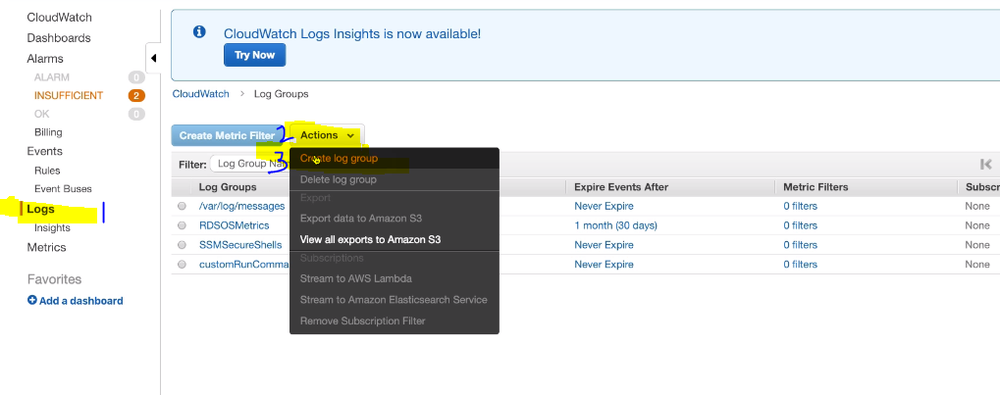 CloudWatch
Dashboards
Alarms
ALARM 0
INSUFFICIENT 2
OK 0
Billing
Events
Rules
Event Buses
Logs 1
Insights
Metrics
Favorites
Add a dashboard
CloudWatch Logs Insights is now available!
Try Now
CloudWatch > Log Groups
Create Metric Filter 2 Actions
Filter: Log Group Nam 3
Create log group
Delete log group
Export
Export data to Amazon S3
View all exports to Amazon S3
Subscriptions
Stream to AWS Lambda
Stream to Amazon Elasticsearch Service
Remove Subscription Filter
Log Groups Expire Events After Metric Filters Subscr
/var/log/messages Never Expire 0 filters None
RDSOSMetrics 1 month (30 days) 0 filters None
SSMSecureShells Never Expire 0 filters None
customRunComma Never Expire 0 filters None